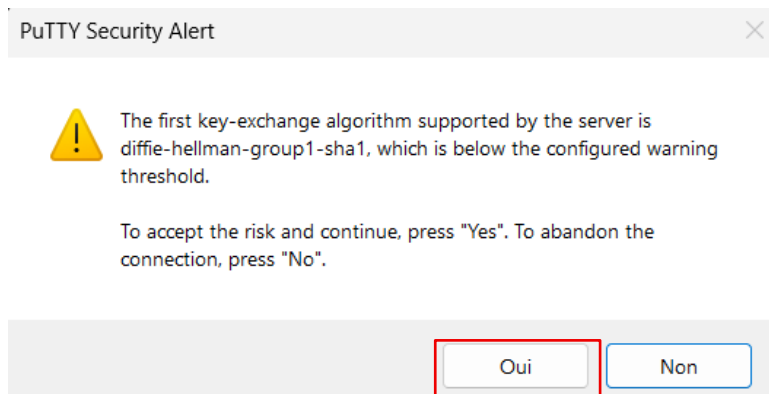 PuTTY Security Alert
The first key-exchange algorithm supported by the server is
diffie-hellman-group1-sha1, which is below the configured warning
threshold.
To accept the risk and continue, press "Yes". To abandon the
connection, press "No".
Oui Non